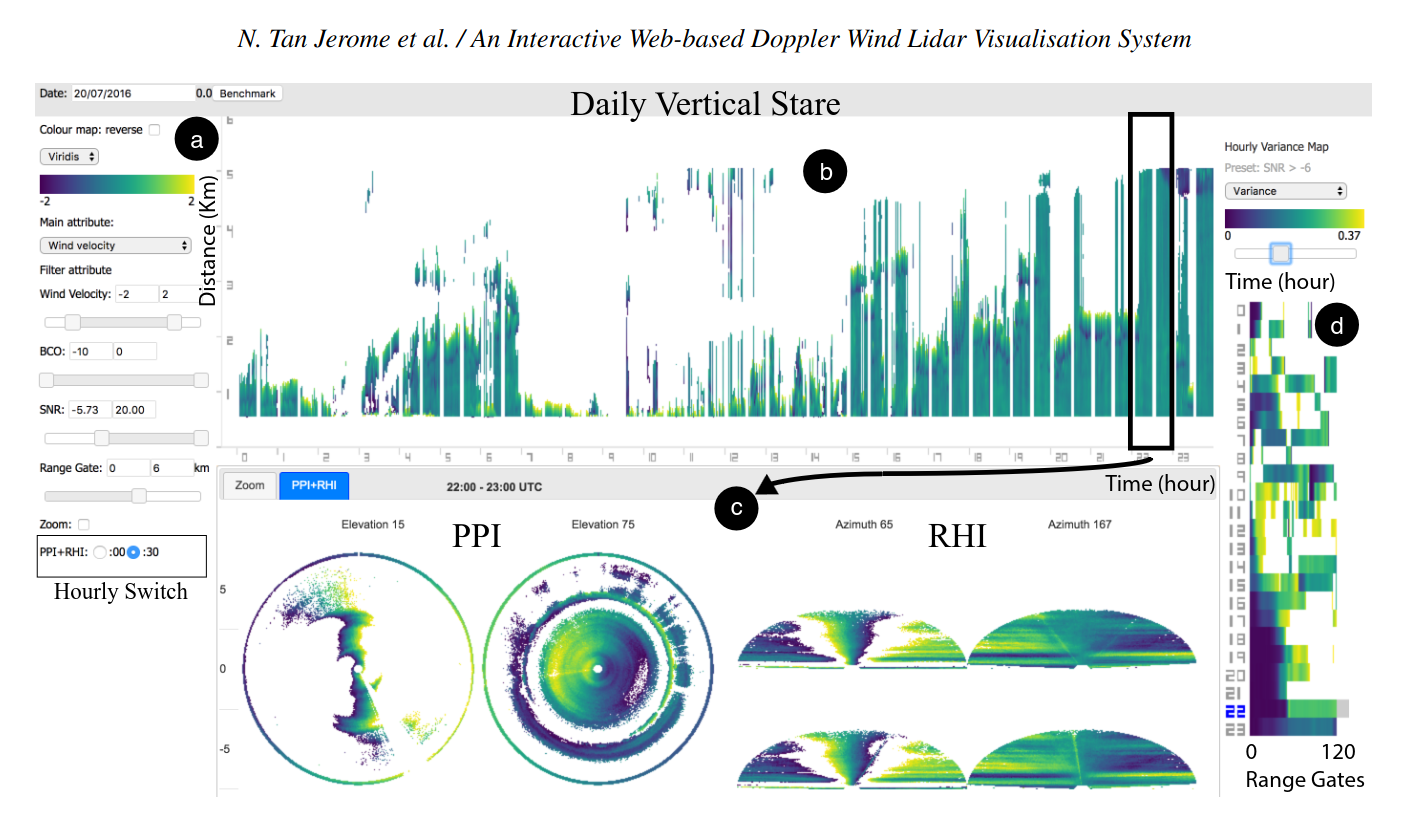 N. Tan Jerome et al. / An Interactive Web-based Doppler Wind Lidar Visualisation System
Date: 20/07/2016 0.0 Benchmark
Daily Vertical Stare
Colour map: reverse
a
Viridis
-2 2
Main attribute:
Wind velocity
Filter attribute
Wind Velocity: -2 2
BCO: -10 0
SNR: -5.73 20.00
Range Gate: 0 6 km
Zoom:
PPI+RHI: :00 :30
Hourly Switch
Distance (Km)
6
5
4
3
2
1
b
0 1 2 3 4 5 6 7 8 9 10 11 12 13 14 15 16 17 18 19 20 21 22 23
Time (hour)
Zoom PPI+RHI 22:00 - 23:00 UTC
c
Elevation 15 PPI Elevation 75
Azimuth 65 RHI Azimuth 167
5
0
-5
Hourly Variance Map
Preset: SNR > -6
Variance
0 0.37
Time (hour)
d
0
1
2
3
4
5
6
7
8
9
10
11
12
13
14
15
16
17
18
19
20
21
22
23
0 120
Range Gates